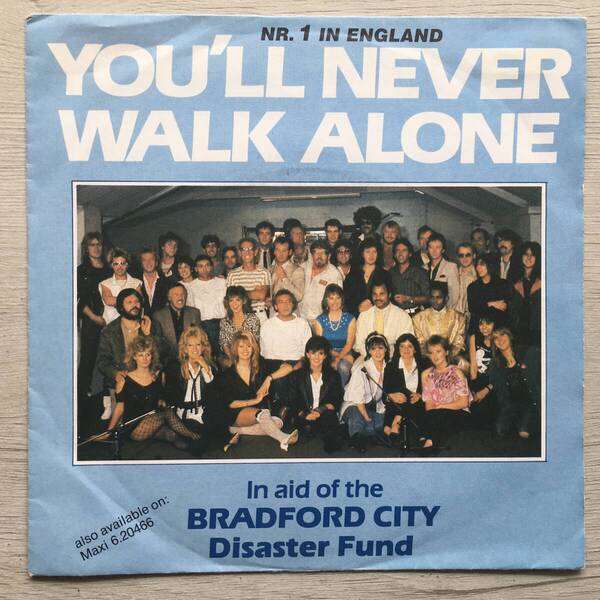 NR. 1 IN ENGLAND
YOU'LL NEVER
WALK ALONE
In aid of the
BRADFORD CITY
Disaster Fund
also available on:
Maxi 6.20466